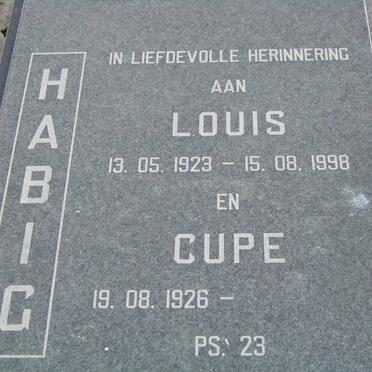 HABIG
IN LIEFDEVOLLE HERINNERING
AAN
LOUIS
13. 05. 1923 – 15. 08. 1998
EN
CUPE
19. 08. 1926 –
PS. 23